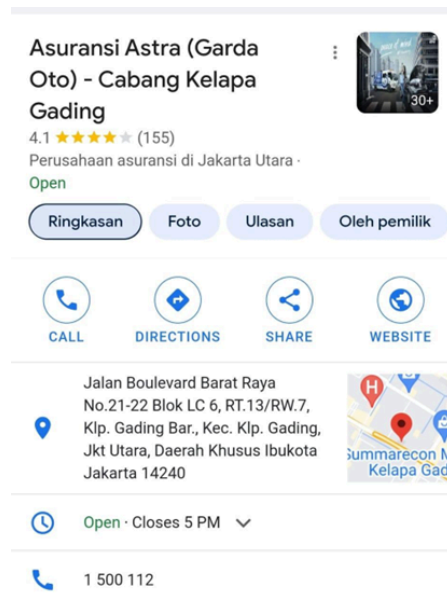 Asuransi Astra (Garda
Oto) - Cabang Kelapa
Gading
30+
4.1 (155)
Perusahaan asuransi di Jakarta Utara ·
Open
Ringkasan Foto Ulasan Oleh pemilik
CALL DIRECTIONS SHARE WEBSITE
Jalan Boulevard Barat Raya
No.21-22 Blok LC 6, RT.13/RW.7,
Klp. Gading Bar., Kec. Klp. Gading,
Jkt Utara, Daerah Khusus Ibukota
Jakarta 14240
H
Summarecon M
Kelapa Gad
Open · Closes 5 PM
1 500 112